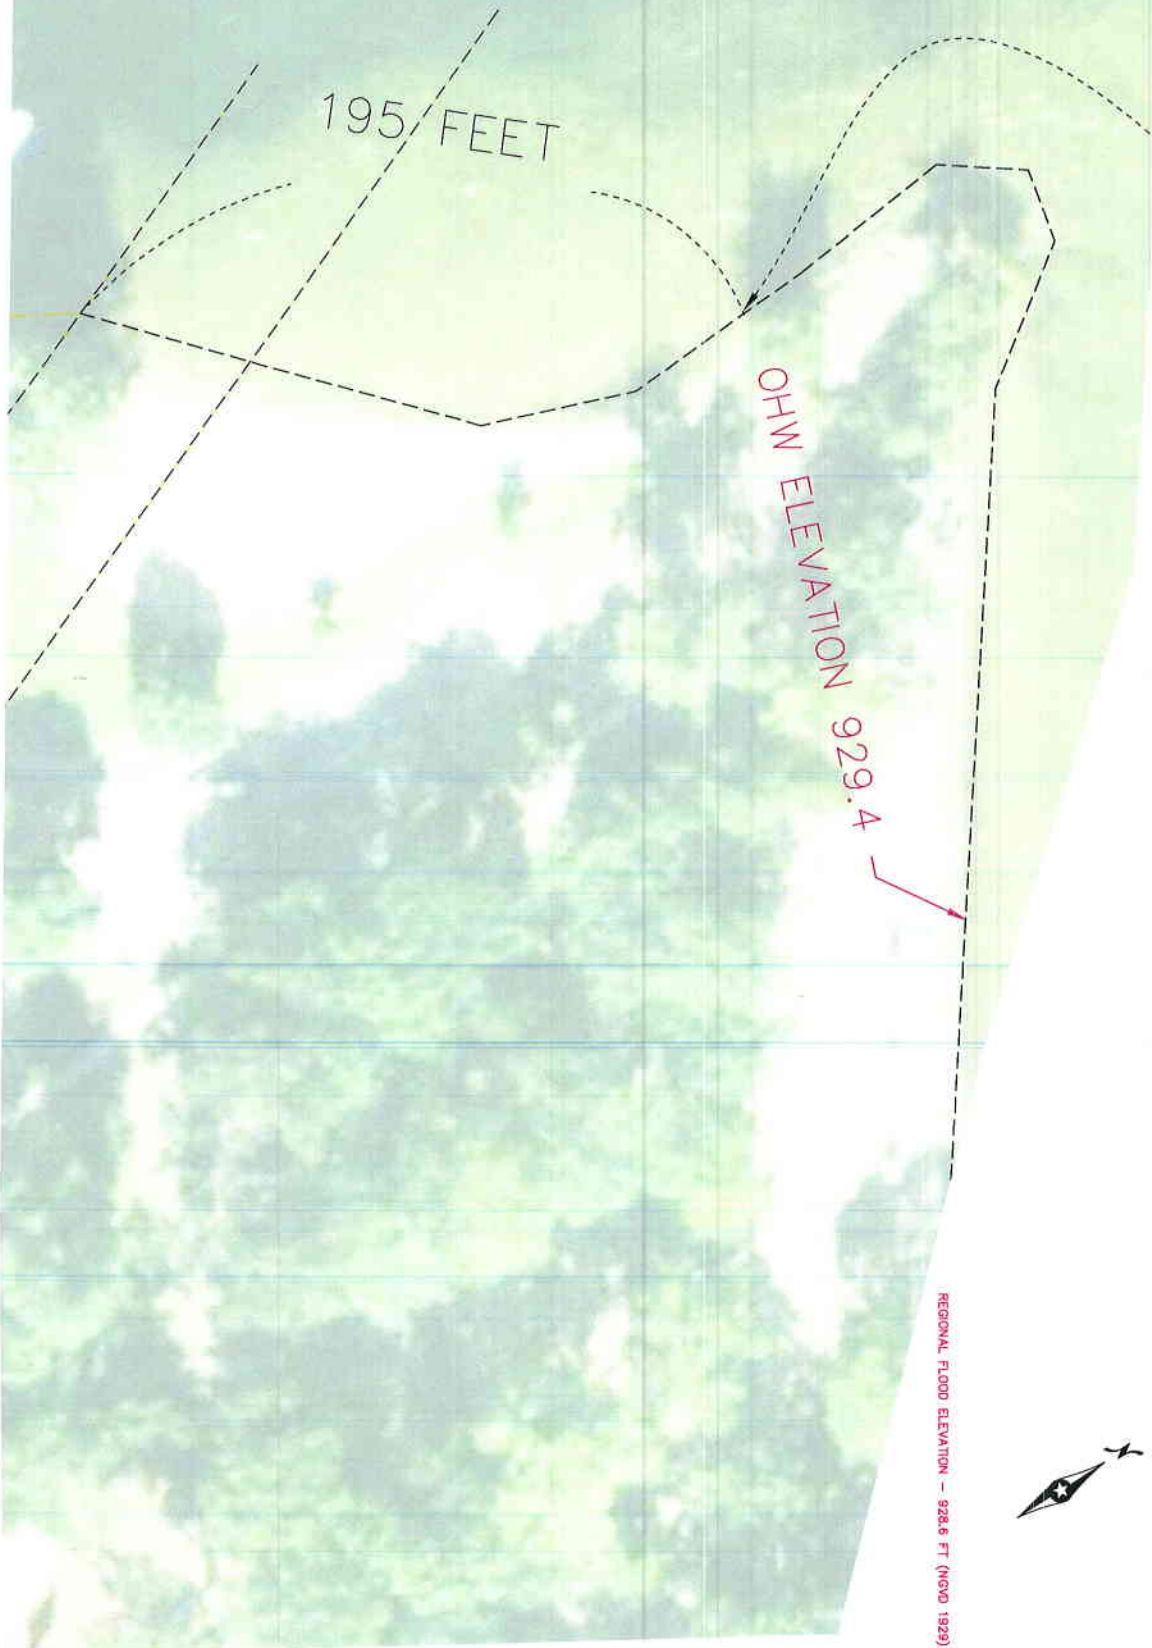 195 FEET
OHW ELEVATION 929.4
REGIONAL FLOOD ELEVATION - 928.6 FT (NGVD 1929)
N